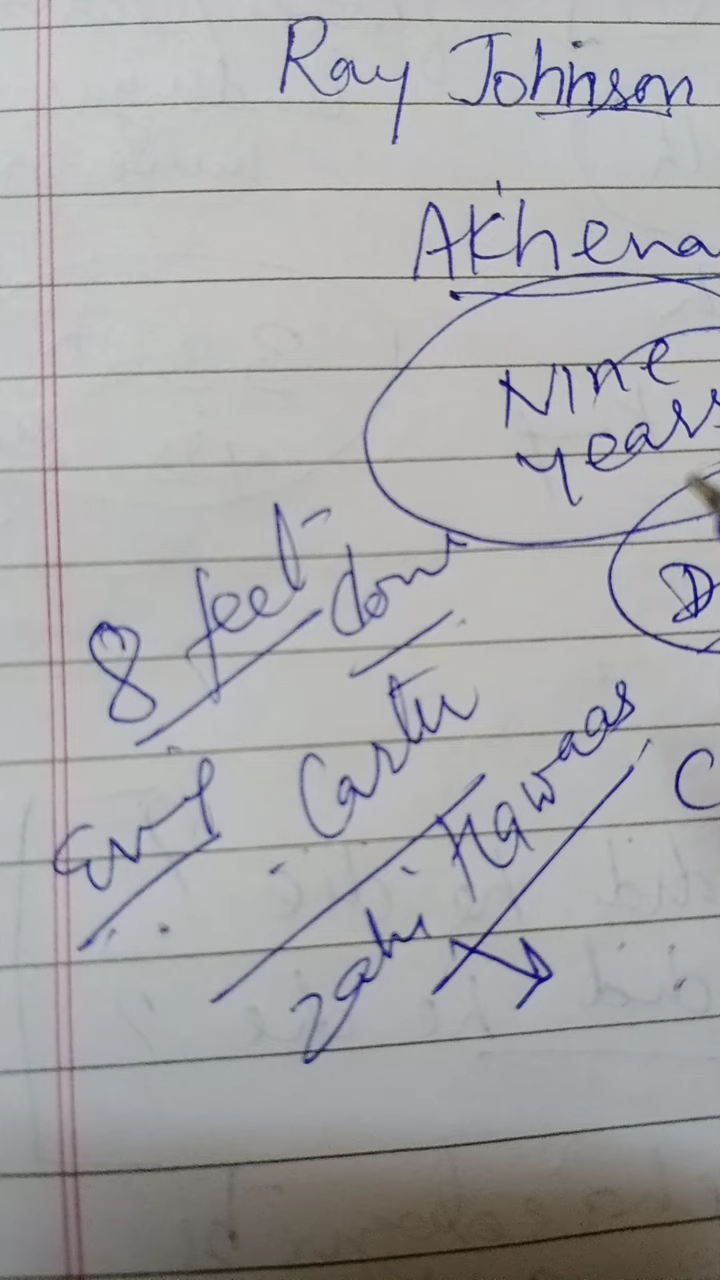 Ray Johnson
Akhena
Nine
years
8 feet down
D
Carter
C
Zahi Hawaas